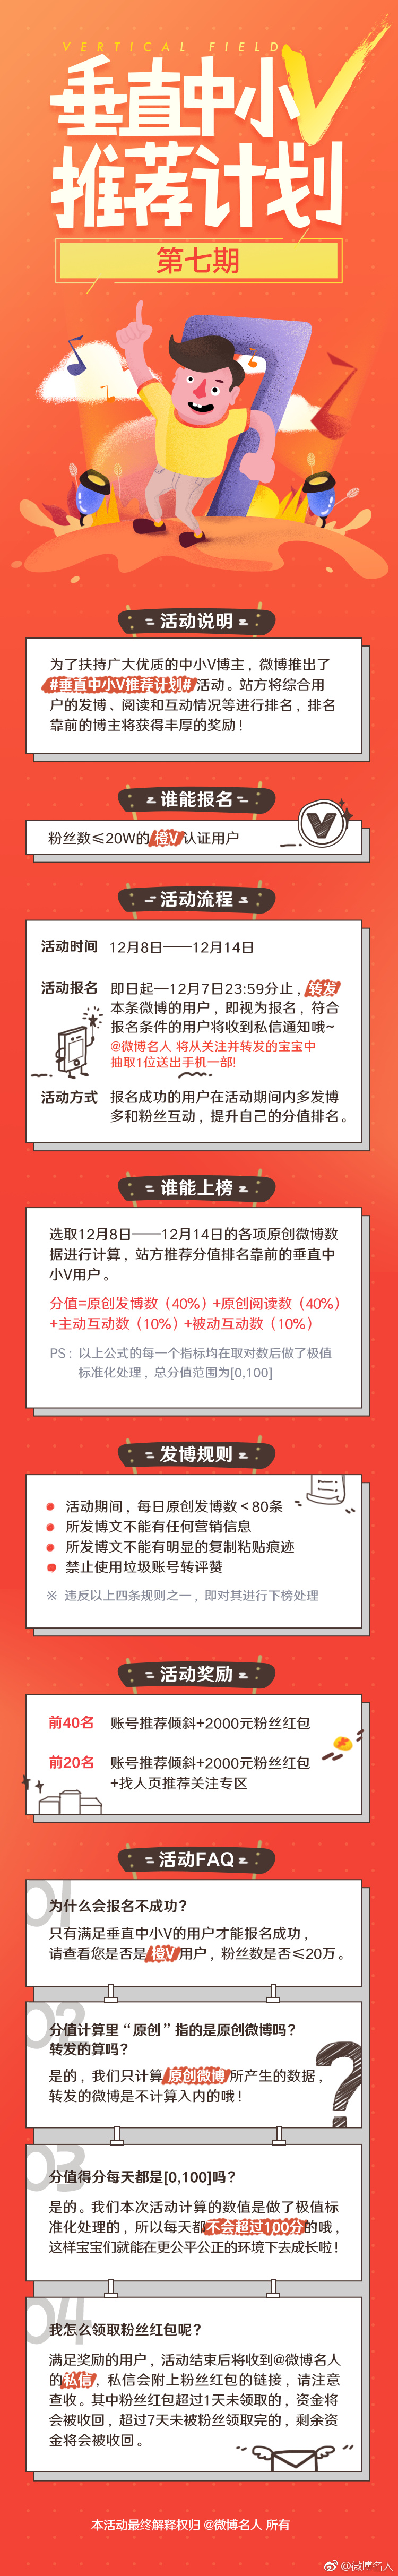 VERTICAL FIELD
垂直中小V
推荐计划
第七期
活动说明
为了扶持广大优质的中小V博主，微博推出了
#垂直中小V推荐计划#活动。站方将综合用
户的发博、阅读和互动情况等进行排名，排名
靠前的博主将获得丰厚的奖励！
谁能报名
粉丝数≤20W的橙V认证用户
V
活动流程
活动时间 12月8日——12月14日
活动报名 即日起—12月7日23:59分止，转发
本条微博的用户，即视为报名，符合
报名条件的用户将收到私信通知哦~
@微博名人 将从关注并转发的宝宝中
抽取1位送出手机一部!
活动方式 报名成功的用户在活动期间内多发博
多和粉丝互动，提升自己的分值排名。
谁能上榜
选取12月8日——12月14日的各项原创微博数
据进行计算，站方推荐分值排名靠前的垂直中
小V用户。
分值=原创发博数（40%）+原创阅读数（40%）
+主动互动数（10%）+被动互动数（10%）
PS：以上公式的每一个指标均在取对数后做了极值
标准化处理，总分值范围为[0,100]
发博规则
活动期间，每日原创发博数＜80条
所发博文不能有任何营销信息
所发博文不能有明显的复制粘贴痕迹
禁止使用垃圾账号转评赞
※ 违反以上四条规则之一，即对其进行下榜处理
活动奖励
前40名 账号推荐倾斜+2000元粉丝红包
前20名 账号推荐倾斜+2000元粉丝红包
+找人页推荐关注专区
活动FAQ
01
为什么会报名不成功?
只有满足垂直中小V的用户才能报名成功，
请查看您是否是橙V用户，粉丝数是否≤20万。
02
分值计算里“原创”指的是原创微博吗?
转发的算吗?
是的，我们只计算原创微博所产生的数据，
转发的微博是不计算入内的哦！
03
分值得分每天都是[0,100]吗?
是的。我们本次活动计算的数值是做了极值标
准化处理的，所以每天都不会超过100分的哦，
这样宝宝们就能在更公平公正的环境下去成长啦！
04
我怎么领取粉丝红包呢?
满足奖励的用户，活动结束后将收到@微博名人
的私信，私信会附上粉丝红包的链接，请注意
查收。其中粉丝红包超过1天未领取的，资金将
会被收回，超过7天未被粉丝领取完的，剩余资
金将会被收回。
本活动最终解释权归 @微博名人 所有
@微博名人